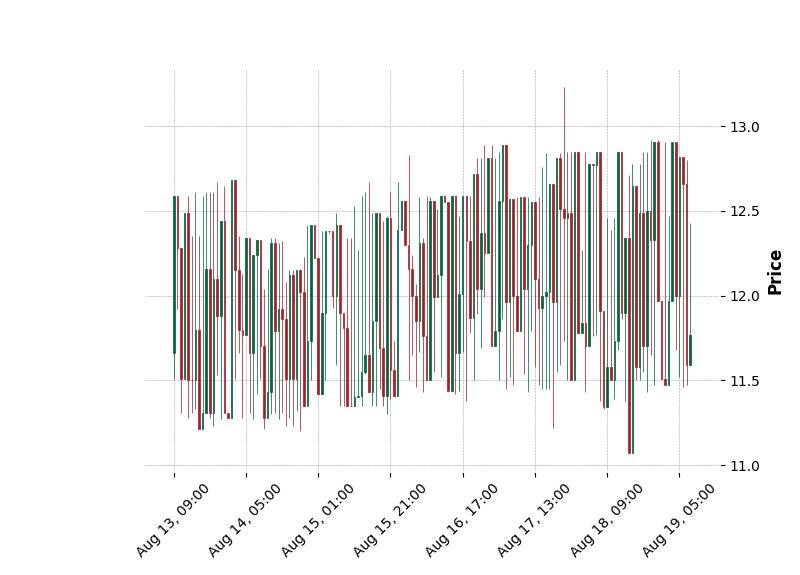 13.0
12.5
12.0
11.5
11.0
Price
Aug 13, 09:00
Aug 14, 05:00
Aug 15, 01:00
Aug 15, 21:00
Aug 16, 17:00
Aug 17, 13:00
Aug 18, 09:00
Aug 19, 05:00